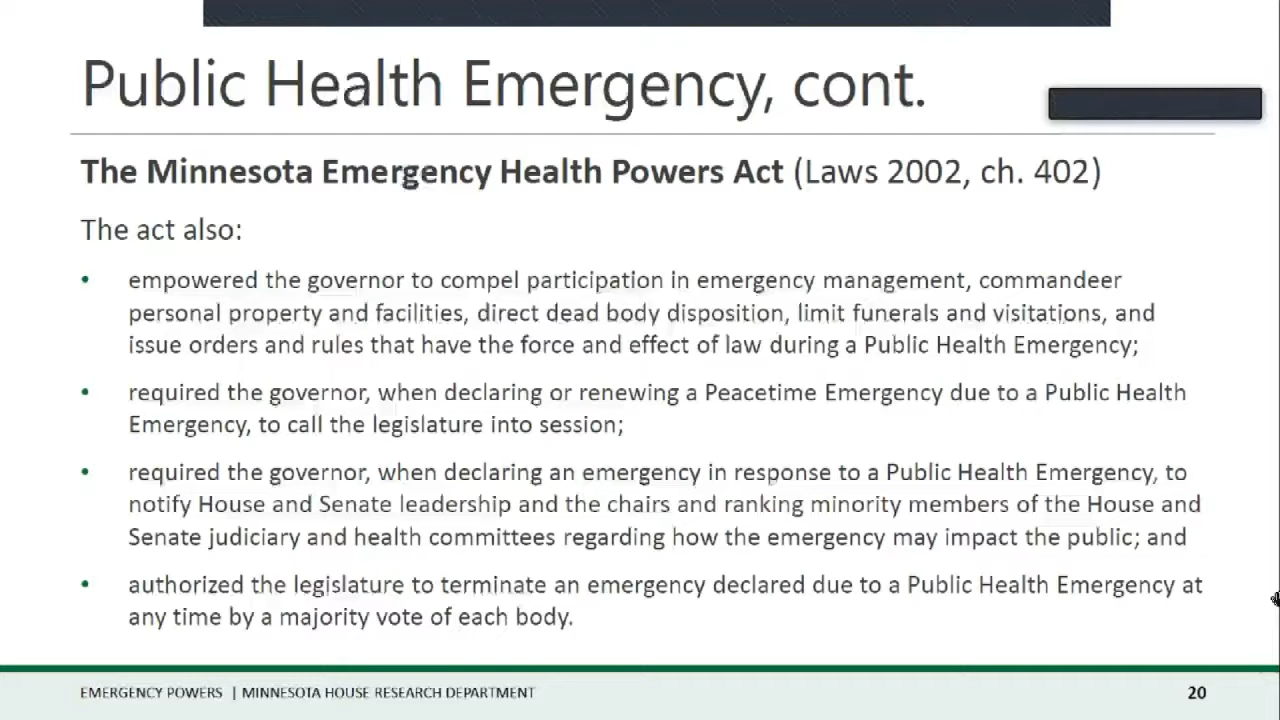 Public Health Emergency, cont.
The Minnesota Emergency Health Powers Act (Laws 2002, ch. 402)
The act also:
• empowered the governor to compel participation in emergency management, commandeer
personal property and facilities, direct dead body disposition, limit funerals and visitations, and
issue orders and rules that have the force and effect of law during a Public Health Emergency;
• required the governor, when declaring or renewing a Peacetime Emergency due to a Public Health
Emergency, to call the legislature into session;
• required the governor, when declaring an emergency in response to a Public Health Emergency, to
notify House and Senate leadership and the chairs and ranking minority members of the House and
Senate judiciary and health committees regarding how the emergency may impact the public; and
• authorized the legislature to terminate an emergency declared due to a Public Health Emergency at
any time by a majority vote of each body.
EMERGENCY POWERS | MINNESOTA HOUSE RESEARCH DEPARTMENT
20